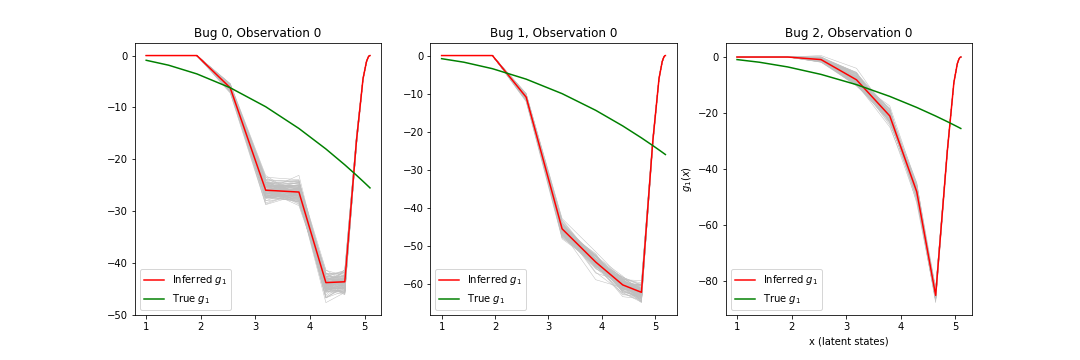 Bug 0, Observation 0
0
−10
−20
−30
−40
−50
1 2 3 4 5
Inferred g₁
True g₁
Bug 1, Observation 0
0
−10
−20
−30
−40
−50
−60
1 2 3 4 5
Inferred g₁
True g₁
Bug 2, Observation 0
g₁(x)
0
−20
−40
−60
−80
1 2 3 4 5
x (latent states)
Inferred g₁
True g₁